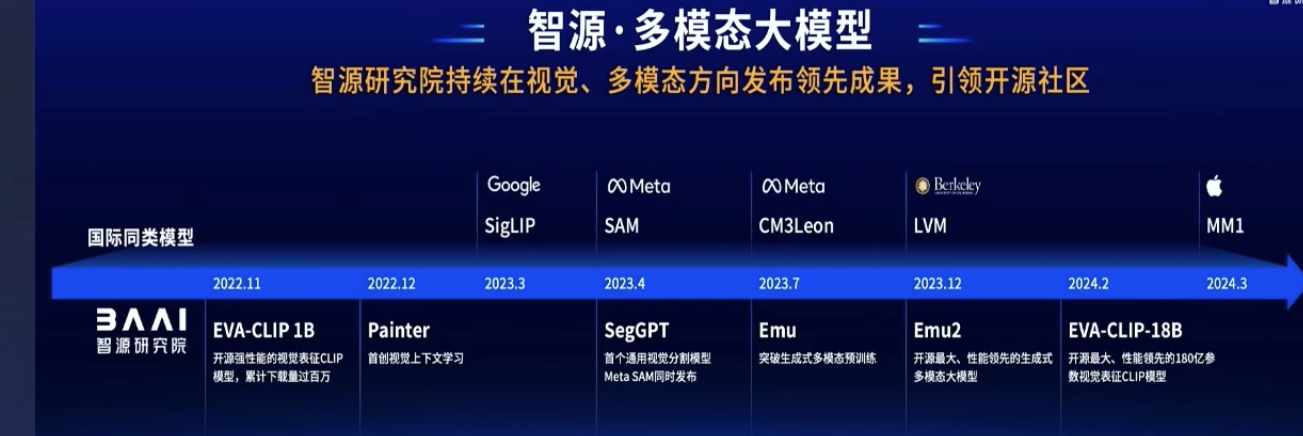 智源·多模态大模型
智源研究院持续在视觉、多模态方向发布领先成果，引领开源社区
Google
Meta
Meta
Berkeley
SigLIP
SAM
CM3Leon
LVM
MM1
国际同类模型
2022.11
2022.12
2023.3
2023.4
2023.7
2023.12
2024.2
2024.3
BAAI
智源研究院
EVA-CLIP 1B
开源强性能的视觉表征CLIP
模型，累计下载量过百万
Painter
首创视觉上下文学习
SegGPT
首个通用视觉分割模型
Meta SAM同时发布
Emu
突破生成式多模态预训练
Emu2
开源最大、性能领先的生成式
多模态大模型
EVA-CLIP-18B
开源最大、性能领先的180亿参
数视觉表征CLIP模型